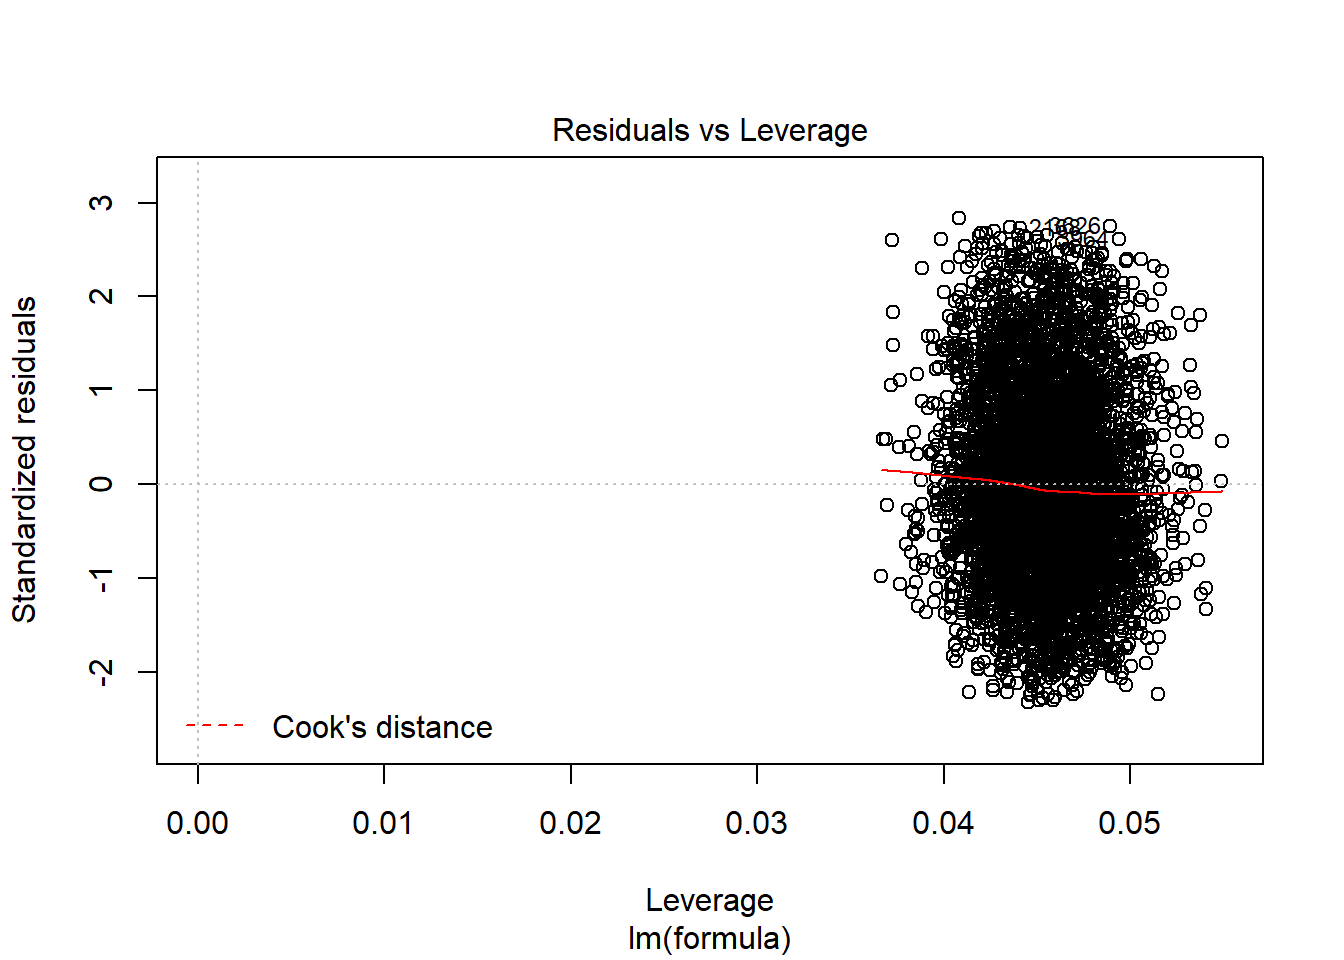 Residuals vs Leverage
Standardized residuals
3
2
1
0
-1
-2
3626
Cook's distance
0.00 0.01 0.02 0.03 0.04 0.05
Leverage
lm(formula)